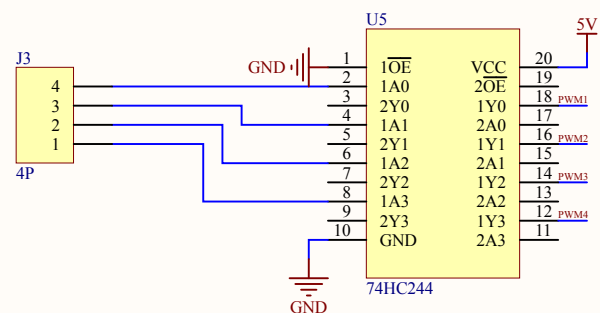 U5
5V
J3
GND
1 1OE VCC 20
4 2 1A0 2OE 19
3 3 2Y0 1Y0 18 PWM1
2 4 1A1 2A0 17
1 5 2Y1 1Y1 16 PWM2
6 1A2 2A1 15
4P
7 2Y2 1Y2 14 PWM3
8 1A3 2A2 13
9 2Y3 1Y3 12 PWM4
10 GND 2A3 11
74HC244
GND